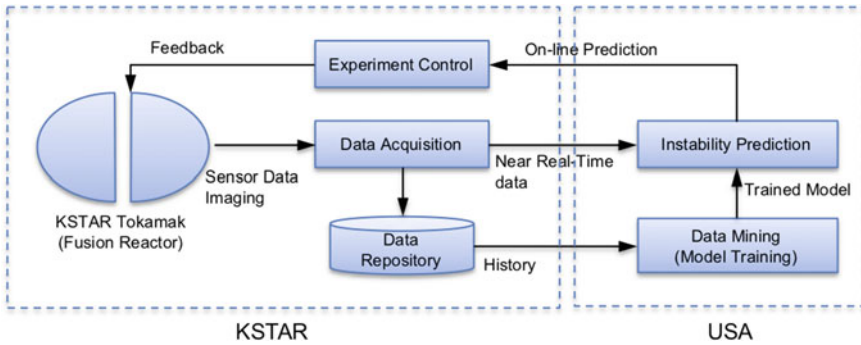 Feedback
Experiment Control
On-line Prediction
Data Acquisition
Instability Prediction
Sensor Data
Imaging
Near Real-Time
data
Trained Model
KSTAR Tokamak
(Fusion Reactor)
Data
Repository
History
Data Mining
(Model Training)
KSTAR
USA